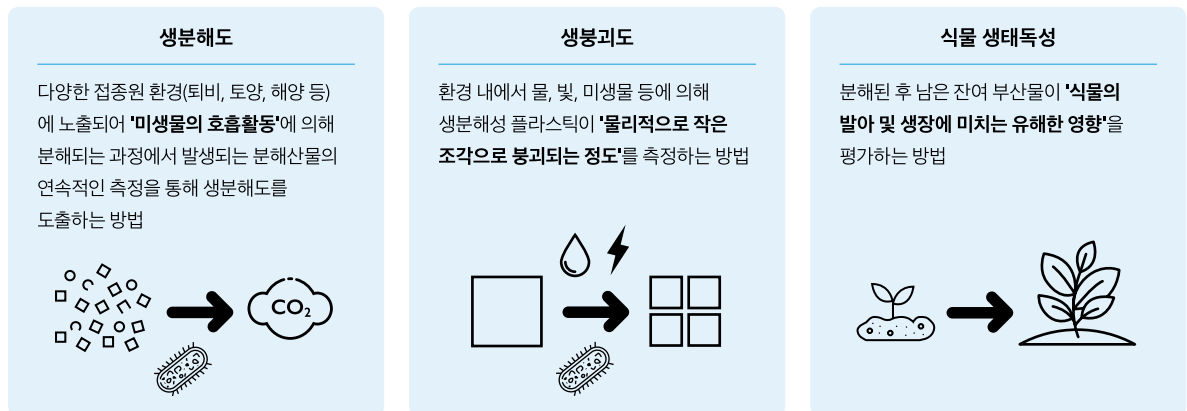 생분해도
다양한 접종원 환경(퇴비, 토양, 해양 등)
에 노출되어 '미생물의 호흡활동'에 의해
분해되는 과정에서 발생되는 분해산물의
연속적인 측정을 통해 생분해도를
도출하는 방법
CO₂
생붕괴도
환경 내에서 물, 빛, 미생물 등에 의해
생분해성 플라스틱이 '물리적으로 작은
조각으로 붕괴되는 정도'를 측정하는 방법
식물 생태독성
분해된 후 남은 잔여 부산물이 '식물의
발아 및 생장에 미치는 유해한 영향'을
평가하는 방법